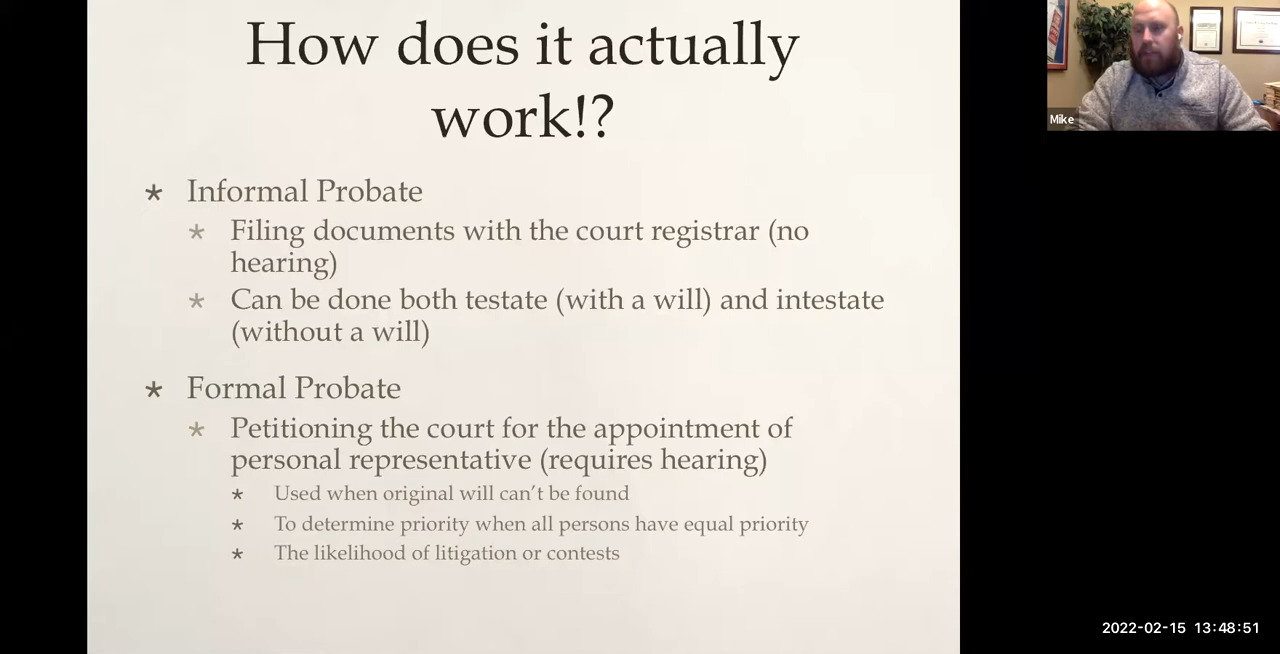 How does it actually
work!?
* Informal Probate
* Filing documents with the court registrar (no
hearing)
* Can be done both testate (with a will) and intestate
(without a will)
* Formal Probate
* Petitioning the court for the appointment of
personal representative (requires hearing)
* Used when original will can’t be found
* To determine priority when all persons have equal priority
* The likelihood of litigation or contests
Mike
2022-02-15 13:48:51